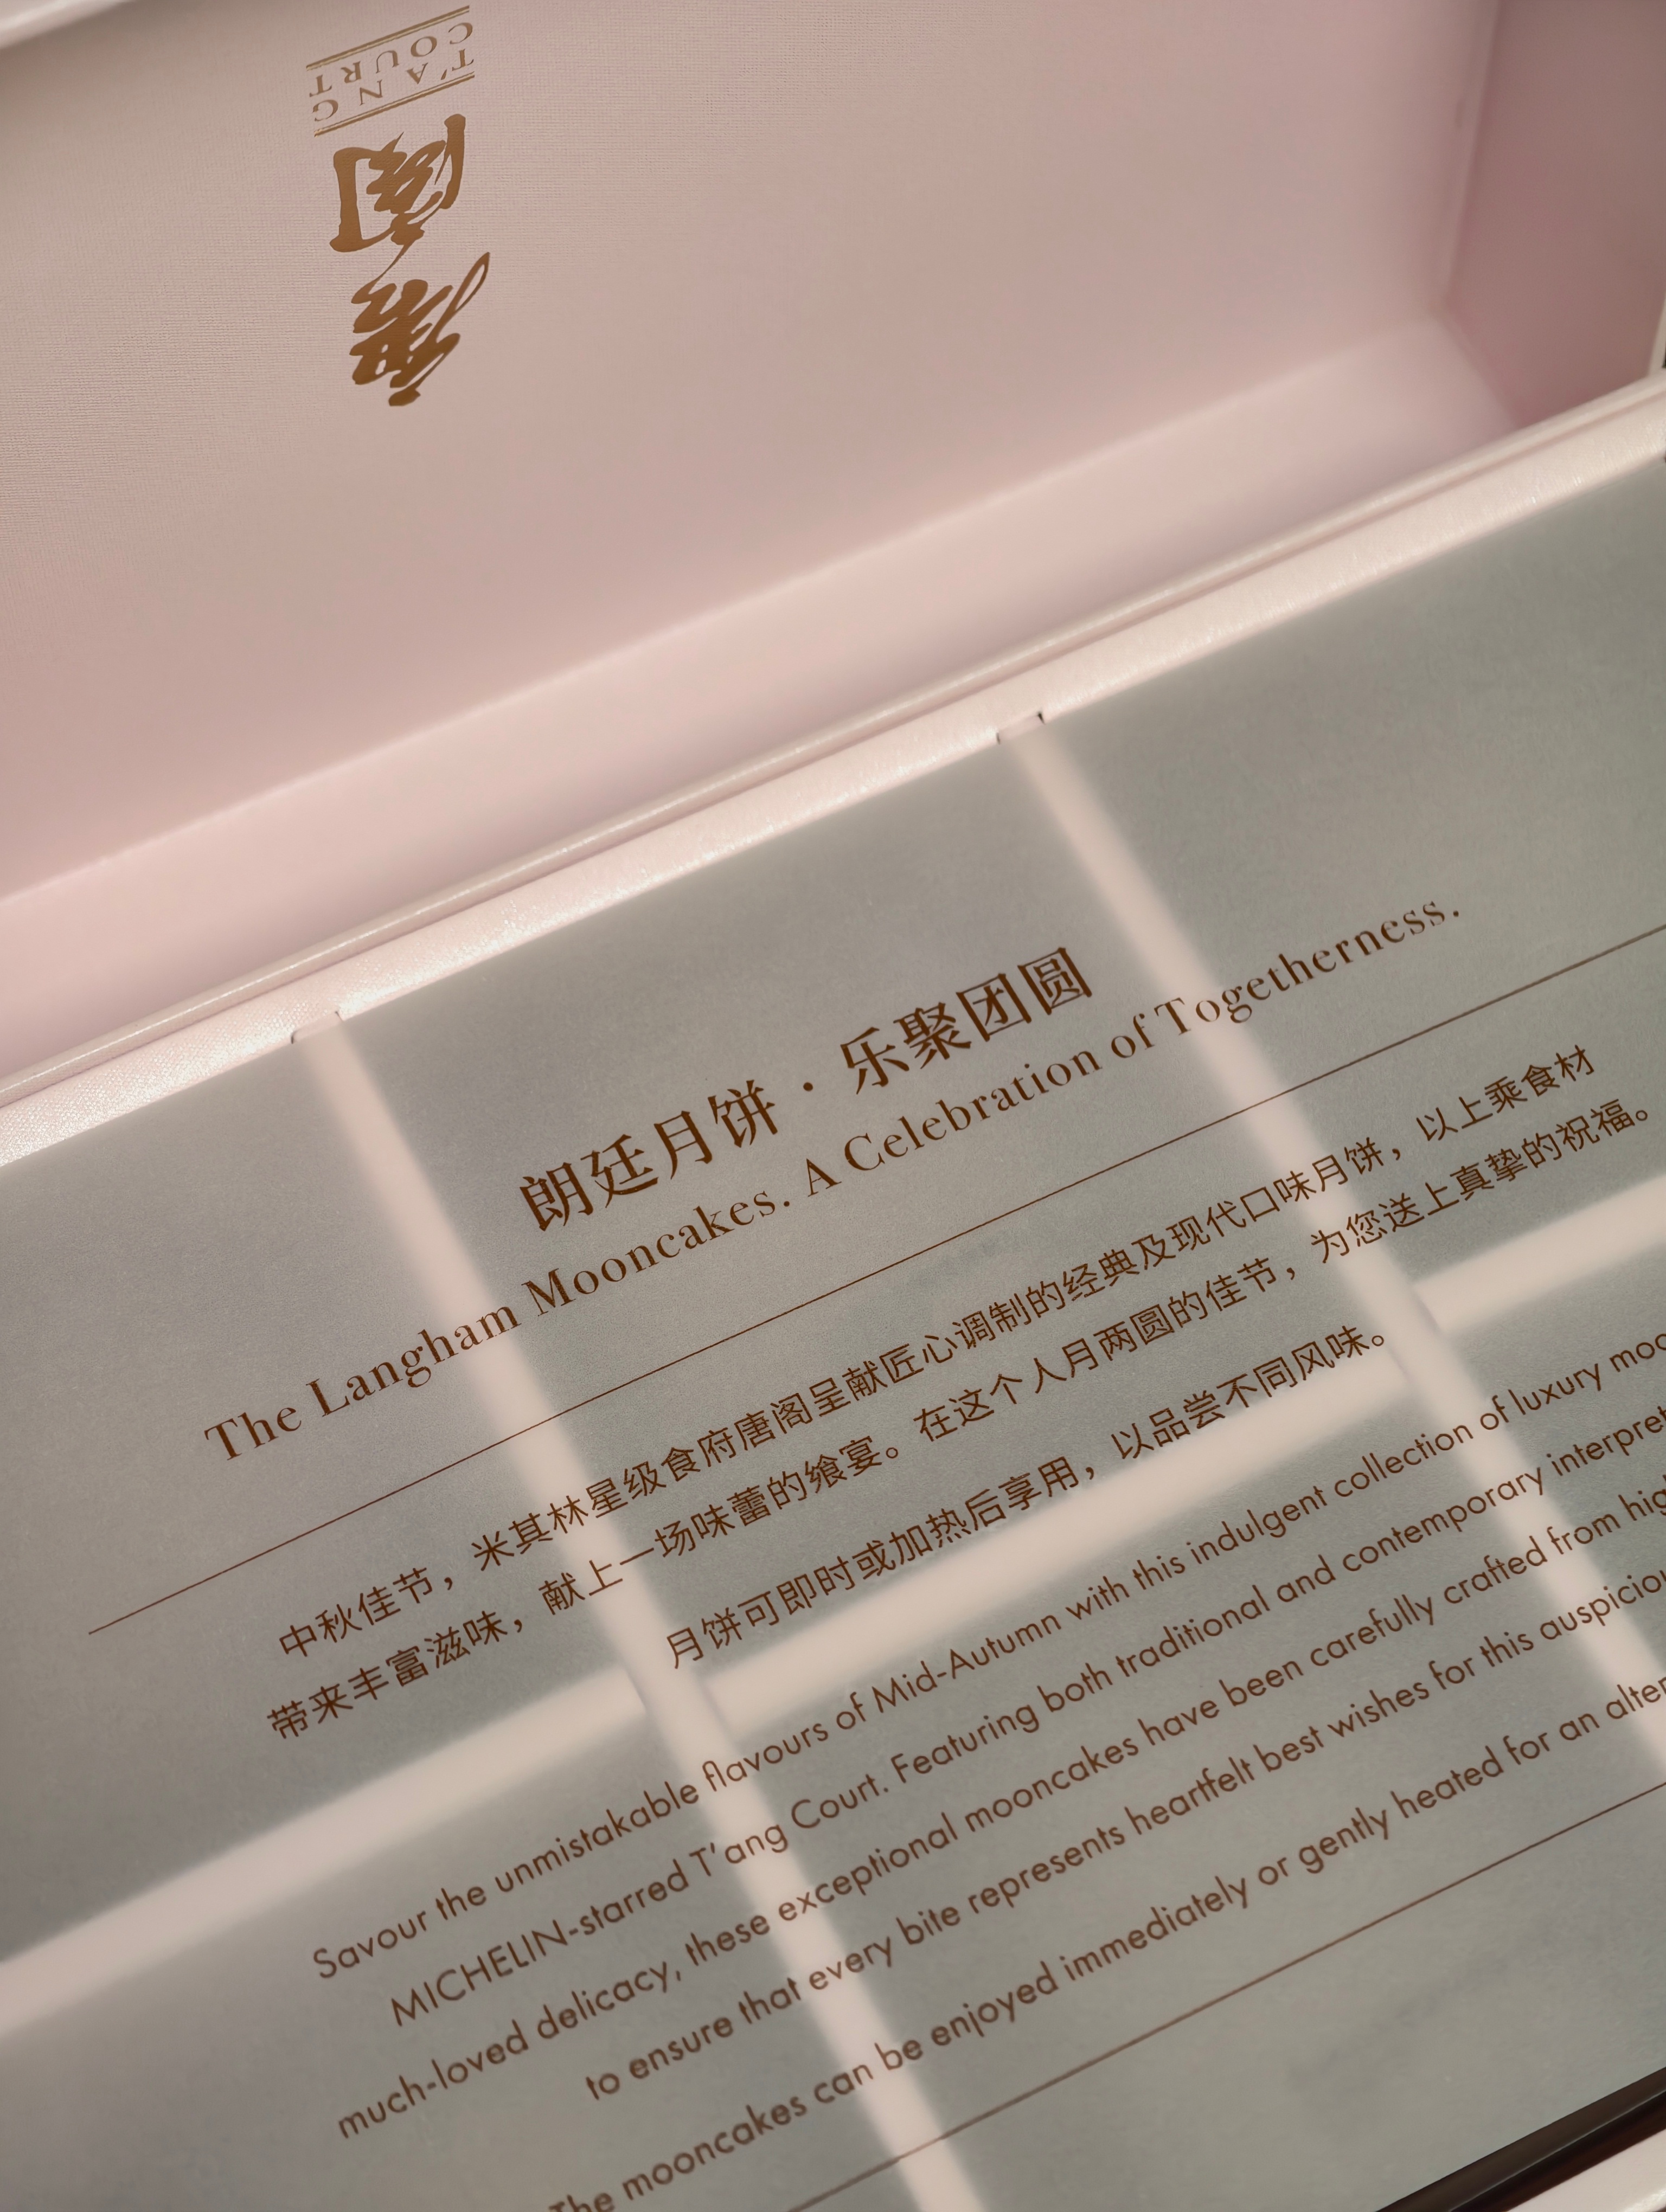 唐閣
T'ANG
COURT
朗廷月饼·乐聚团圆
The Langham Mooncakes. A Celebration of Togetherness.
中秋佳节，米其林星级食府唐阁呈献匠心调制的经典及现代口味月饼，以上乘食材
带来丰富滋味，献上一场味蕾的飨宴。在这个人月两圆的佳节，为您送上真挚的祝福。
月饼可即时或加热后享用，以品尝不同风味。
Savour the unmistakable flavours of Mid-Autumn with this indulgent collection of luxury
MICHELIN-starred T'ang Court. Featuring both traditional and contemporary
much-loved delicacy, these exceptional mooncakes have been carefully crafted from
to ensure that every bite represents heartfelt best wishes for this
The mooncakes can be enjoyed immediately or gently heated for an